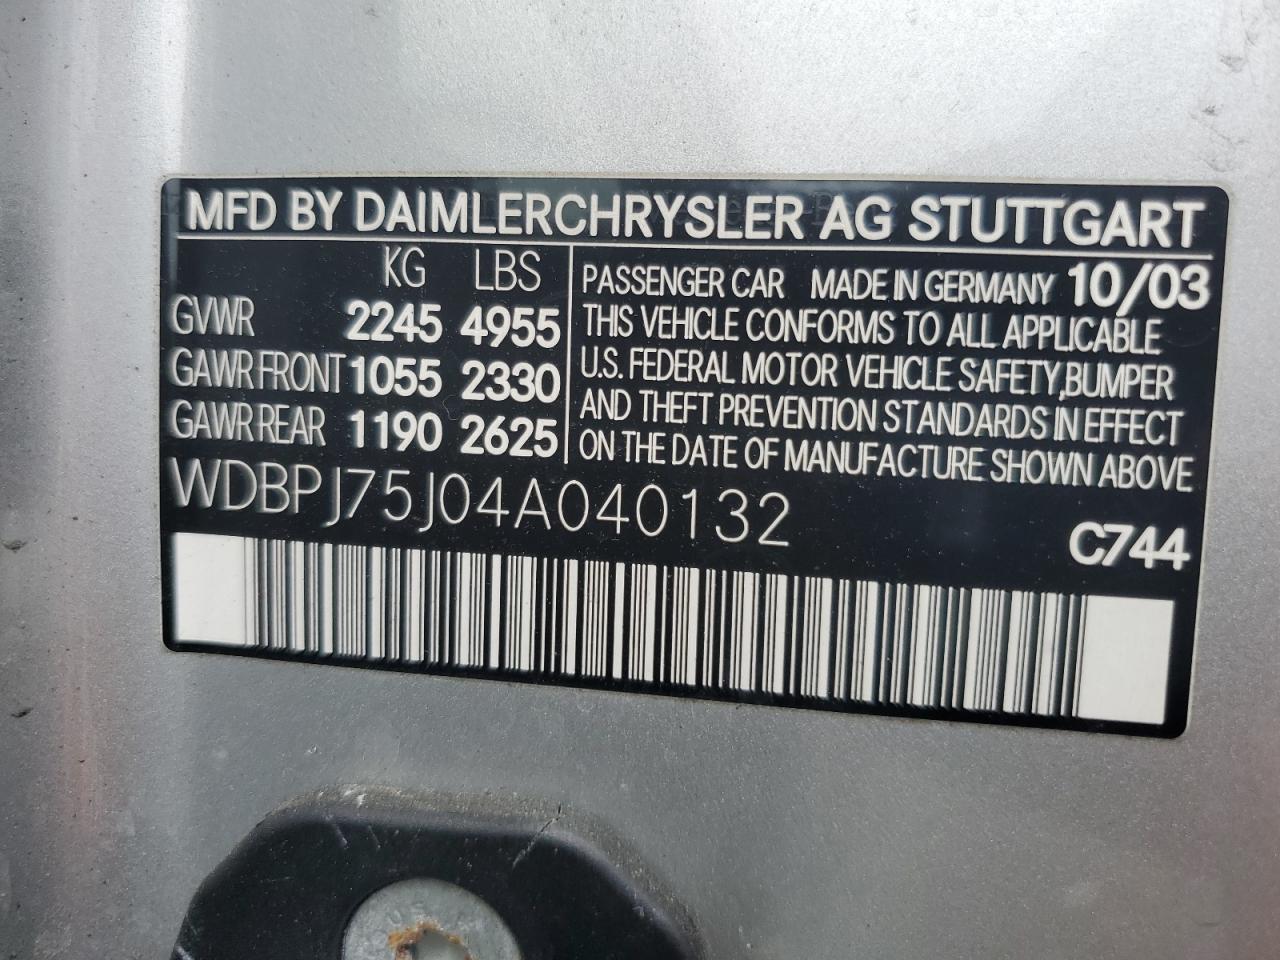 MFD BY DAIMLERCHRYSLER AG STUTTGART
KG LBS
GVWR 2245 4955
GAWR FRONT 1055 2330
GAWR REAR 1190 2625
PASSENGER CAR MADE IN GERMANY 10/03
THIS VEHICLE CONFORMS TO ALL APPLICABLE
U.S. FEDERAL MOTOR VEHICLE SAFETY,BUMPER
AND THEFT PREVENTION STANDARDS IN EFFECT
ON THE DATE OF MANUFACTURE SHOWN ABOVE
WDBPJ75J04A040132
C744